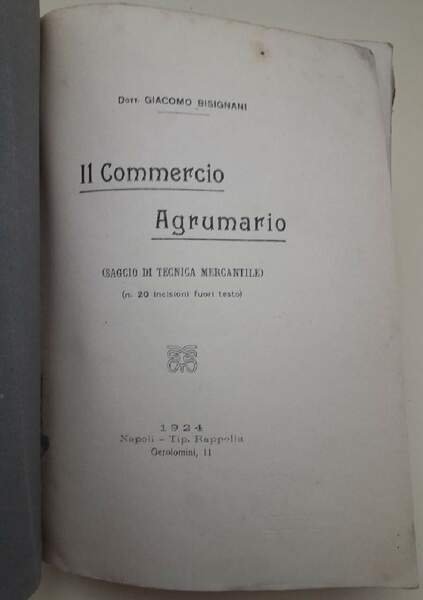 Dott. GIACOMO BISIGNANI
Il Commercio
Agrumario
(SAGGIO DI TECNICA MERCANTILE)
(n. 20 incisioni fuori testo)
1924
Napoli - Tip. Rappolla
Gerolomini, 11